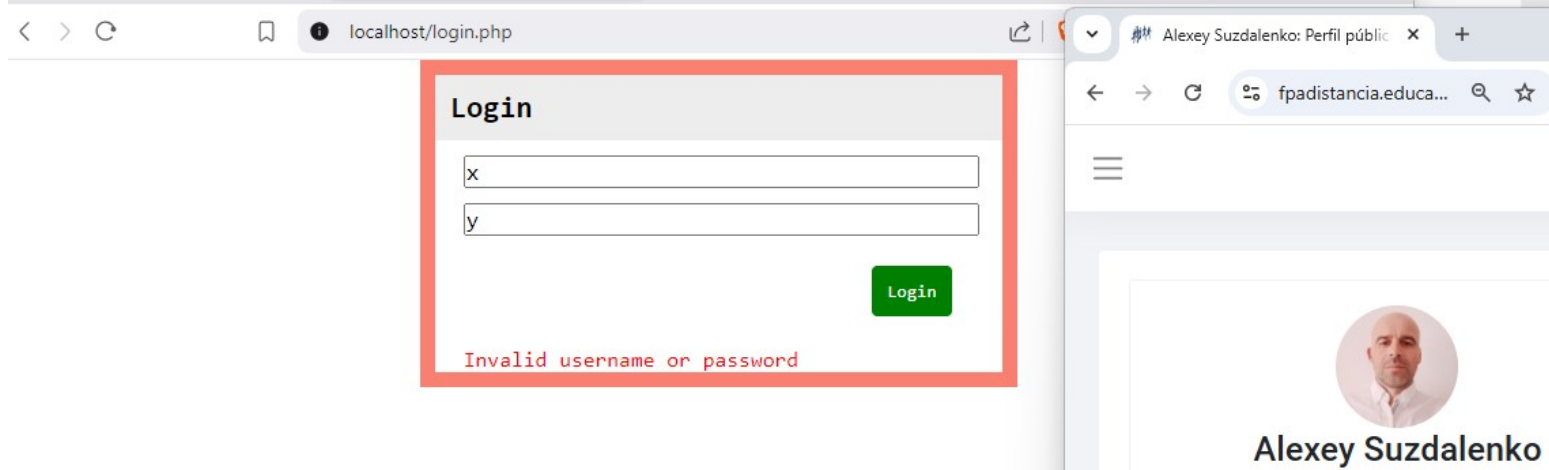 localhost/login.php
Login
x
y
Login
Invalid username or password
Alexey Suzdalenko: Perfil públic
fpadistancia.educa...
Alexey Suzdalenko